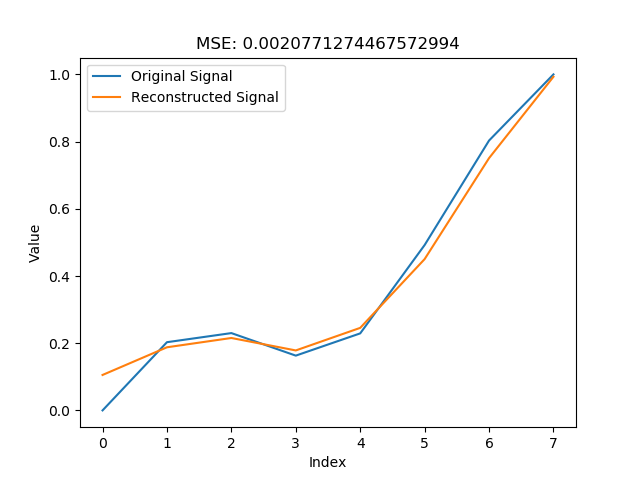 MSE: 0.0020771274467572994
Original Signal
Reconstructed Signal
1.0
0.8
0.6
0.4
0.2
0.0
Value
0 1 2 3 4 5 6 7
Index